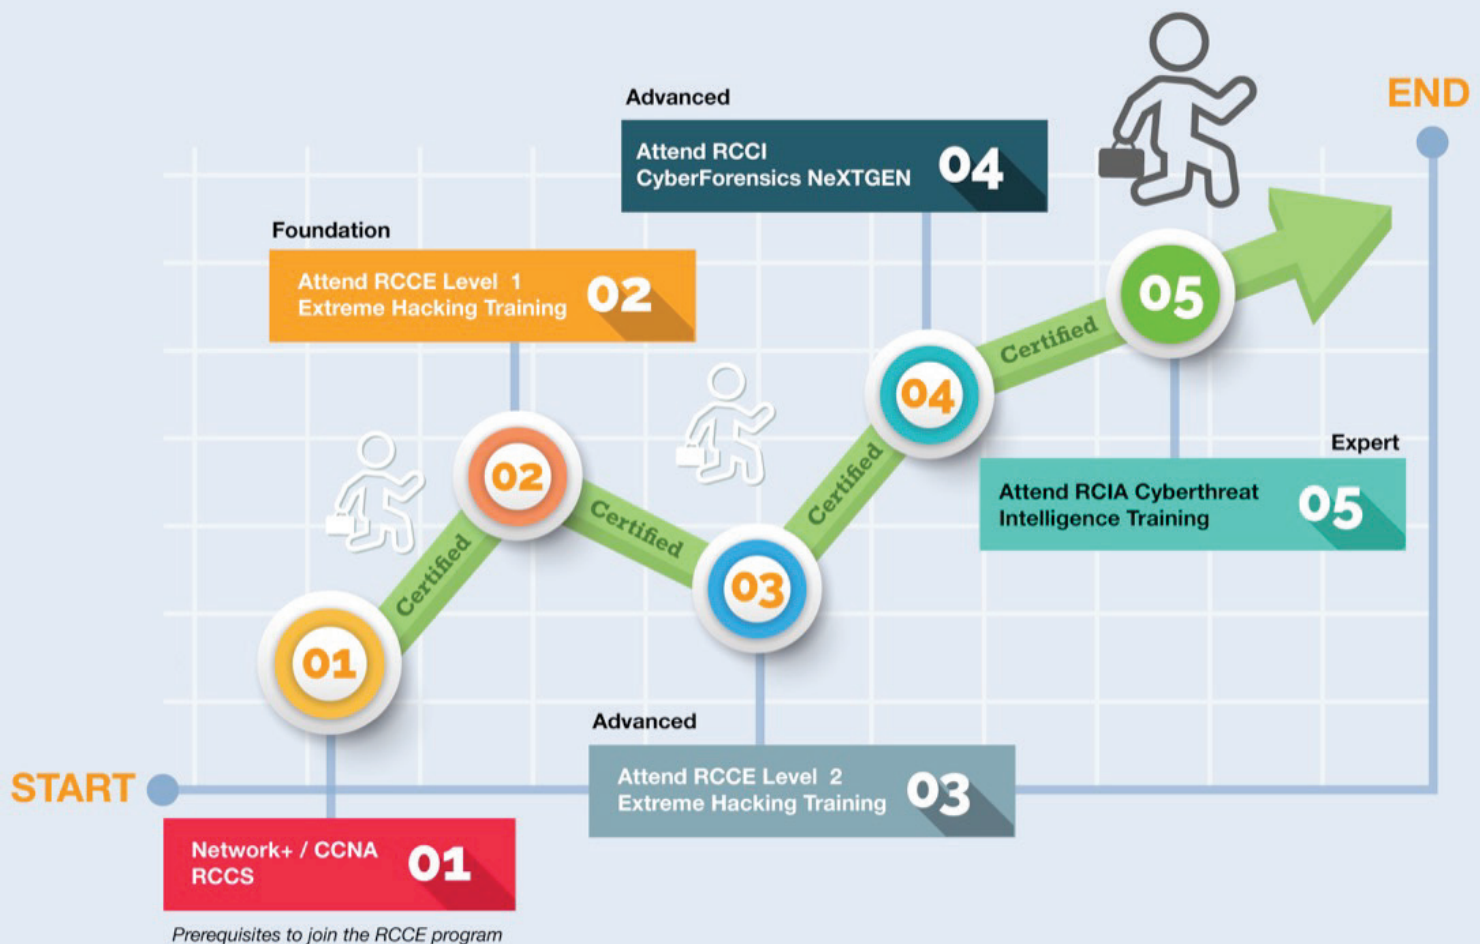 END
Advanced
Attend RCCI
CyberForensics NeXTGEN
04
Foundation
Attend RCCE Level 1
Extreme Hacking Training
02
05
Certified
04
Certified
Expert
Attend RCIA Cyberthreat
Intelligence Training
05
02
Certified
03
Certified
01
Advanced
Attend RCCE Level 2
Extreme Hacking Training
03
START
Network+ / CCNA
RCCS
01
Prerequisites to join the RCCE program